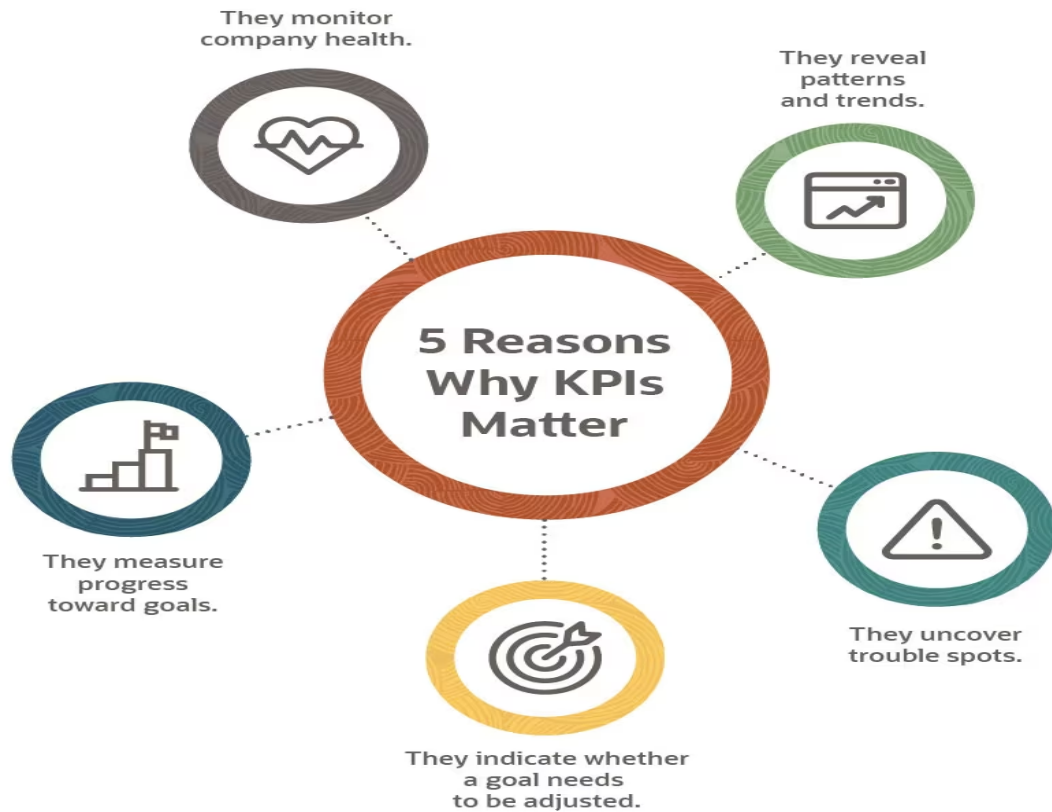 They monitor
company health.
They reveal
patterns
and trends.
5 Reasons
Why KPIs
Matter
They measure
progress
toward goals.
They uncover
trouble spots.
They indicate whether
a goal needs
to be adjusted.